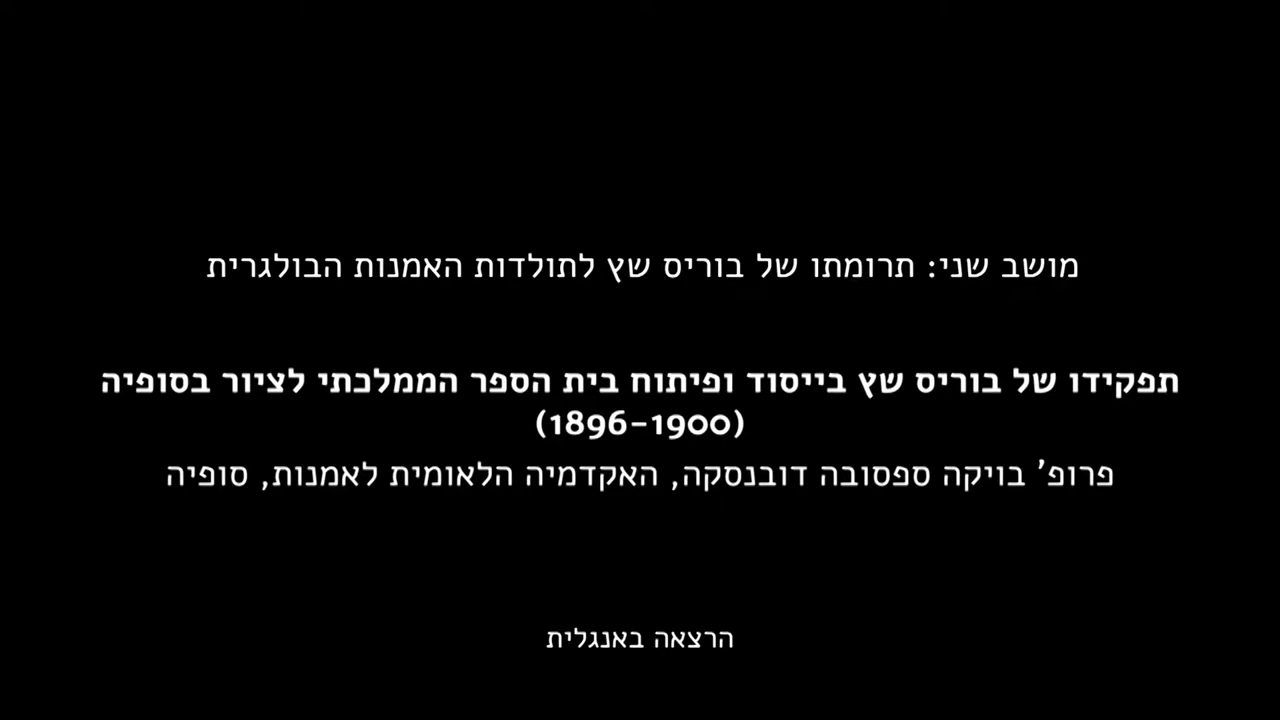 מושב שני: תרומתו של בוריס שץ לתולדות האמנות הבולגרית
תפקידו של בוריס שץ בייסוד ופיתוח בית הספר הממלכתי לציור בסופיה
(1896-1900)
פרופ' בויקה ספסובה דובנסקה, האקדמיה הלאומית לאמנות, סופיה
הרצאה באנגלית